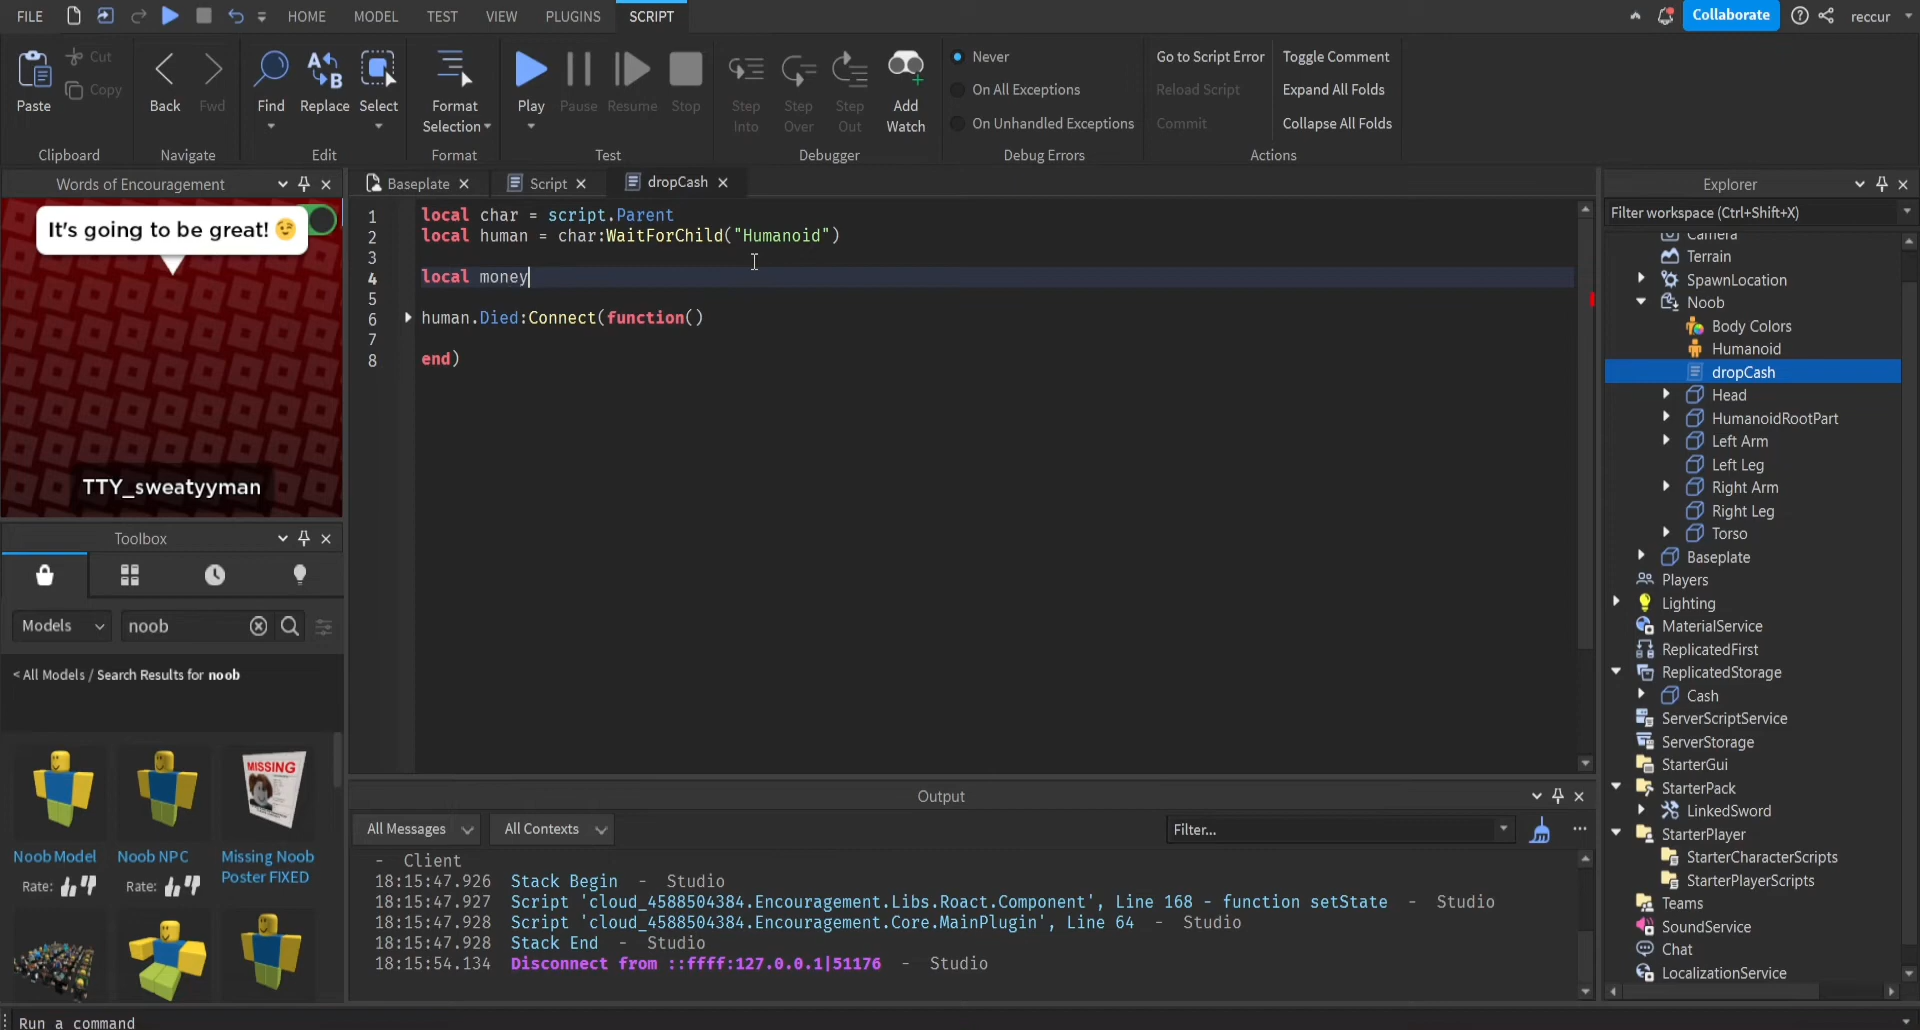 FILE HOME MODEL TEST VIEW PLUGINS SCRIPT Collaborate reccur
Paste Cut Copy
Clipboard
Back Fwd
Navigate
Find Replace Select
Edit
Format Selection
Format
Play Pause Resume Stop
Test
Step Into Step Over Step Out Add Watch
Debugger
Never
On All Exceptions
On Unhandled Exceptions
Debug Errors
Go to Script Error Toggle Comment
Reload Script Expand All Folds
Commit Collapse All Folds
Actions
Words of Encouragement
It's going to be great! 😉
TTY_sweatyyman
Toolbox
Models noob
< All Models / Search Results for noob
Noob Model
Rate:
Noob NPC
Rate:
MISSING
Missing Noob
Poster FIXED
Baseplate Script dropCash
1 local char = script.Parent
2 local human = char:WaitForChild("Humanoid")
3
4 local money
5
6 human.Died:Connect(function()
7
8 end)
Output
All Messages All Contexts Filter...
- Client
18:15:47.926 Stack Begin - Studio
18:15:47.927 Script 'cloud_4588504384.Encouragement.Libs.Roact.Component', Line 168 - function setState - Studio
18:15:47.928 Script 'cloud_4588504384.Encouragement.Core.MainPlugin', Line 64 - Studio
18:15:47.928 Stack End - Studio
18:15:54.134 Disconnect from ::ffff:127.0.0.1|51176 - Studio
Explorer
Filter workspace (Ctrl+Shift+X)
Camera
Terrain
SpawnLocation
Noob
Body Colors
Humanoid
dropCash
Head
HumanoidRootPart
Left Arm
Left Leg
Right Arm
Right Leg
Torso
Baseplate
Players
Lighting
MaterialService
ReplicatedFirst
ReplicatedStorage
Cash
ServerScriptService
ServerStorage
StarterGui
StarterPack
LinkedSword
StarterPlayer
StarterCharacterScripts
StarterPlayerScripts
Teams
SoundService
Chat
LocalizationService
Run a command